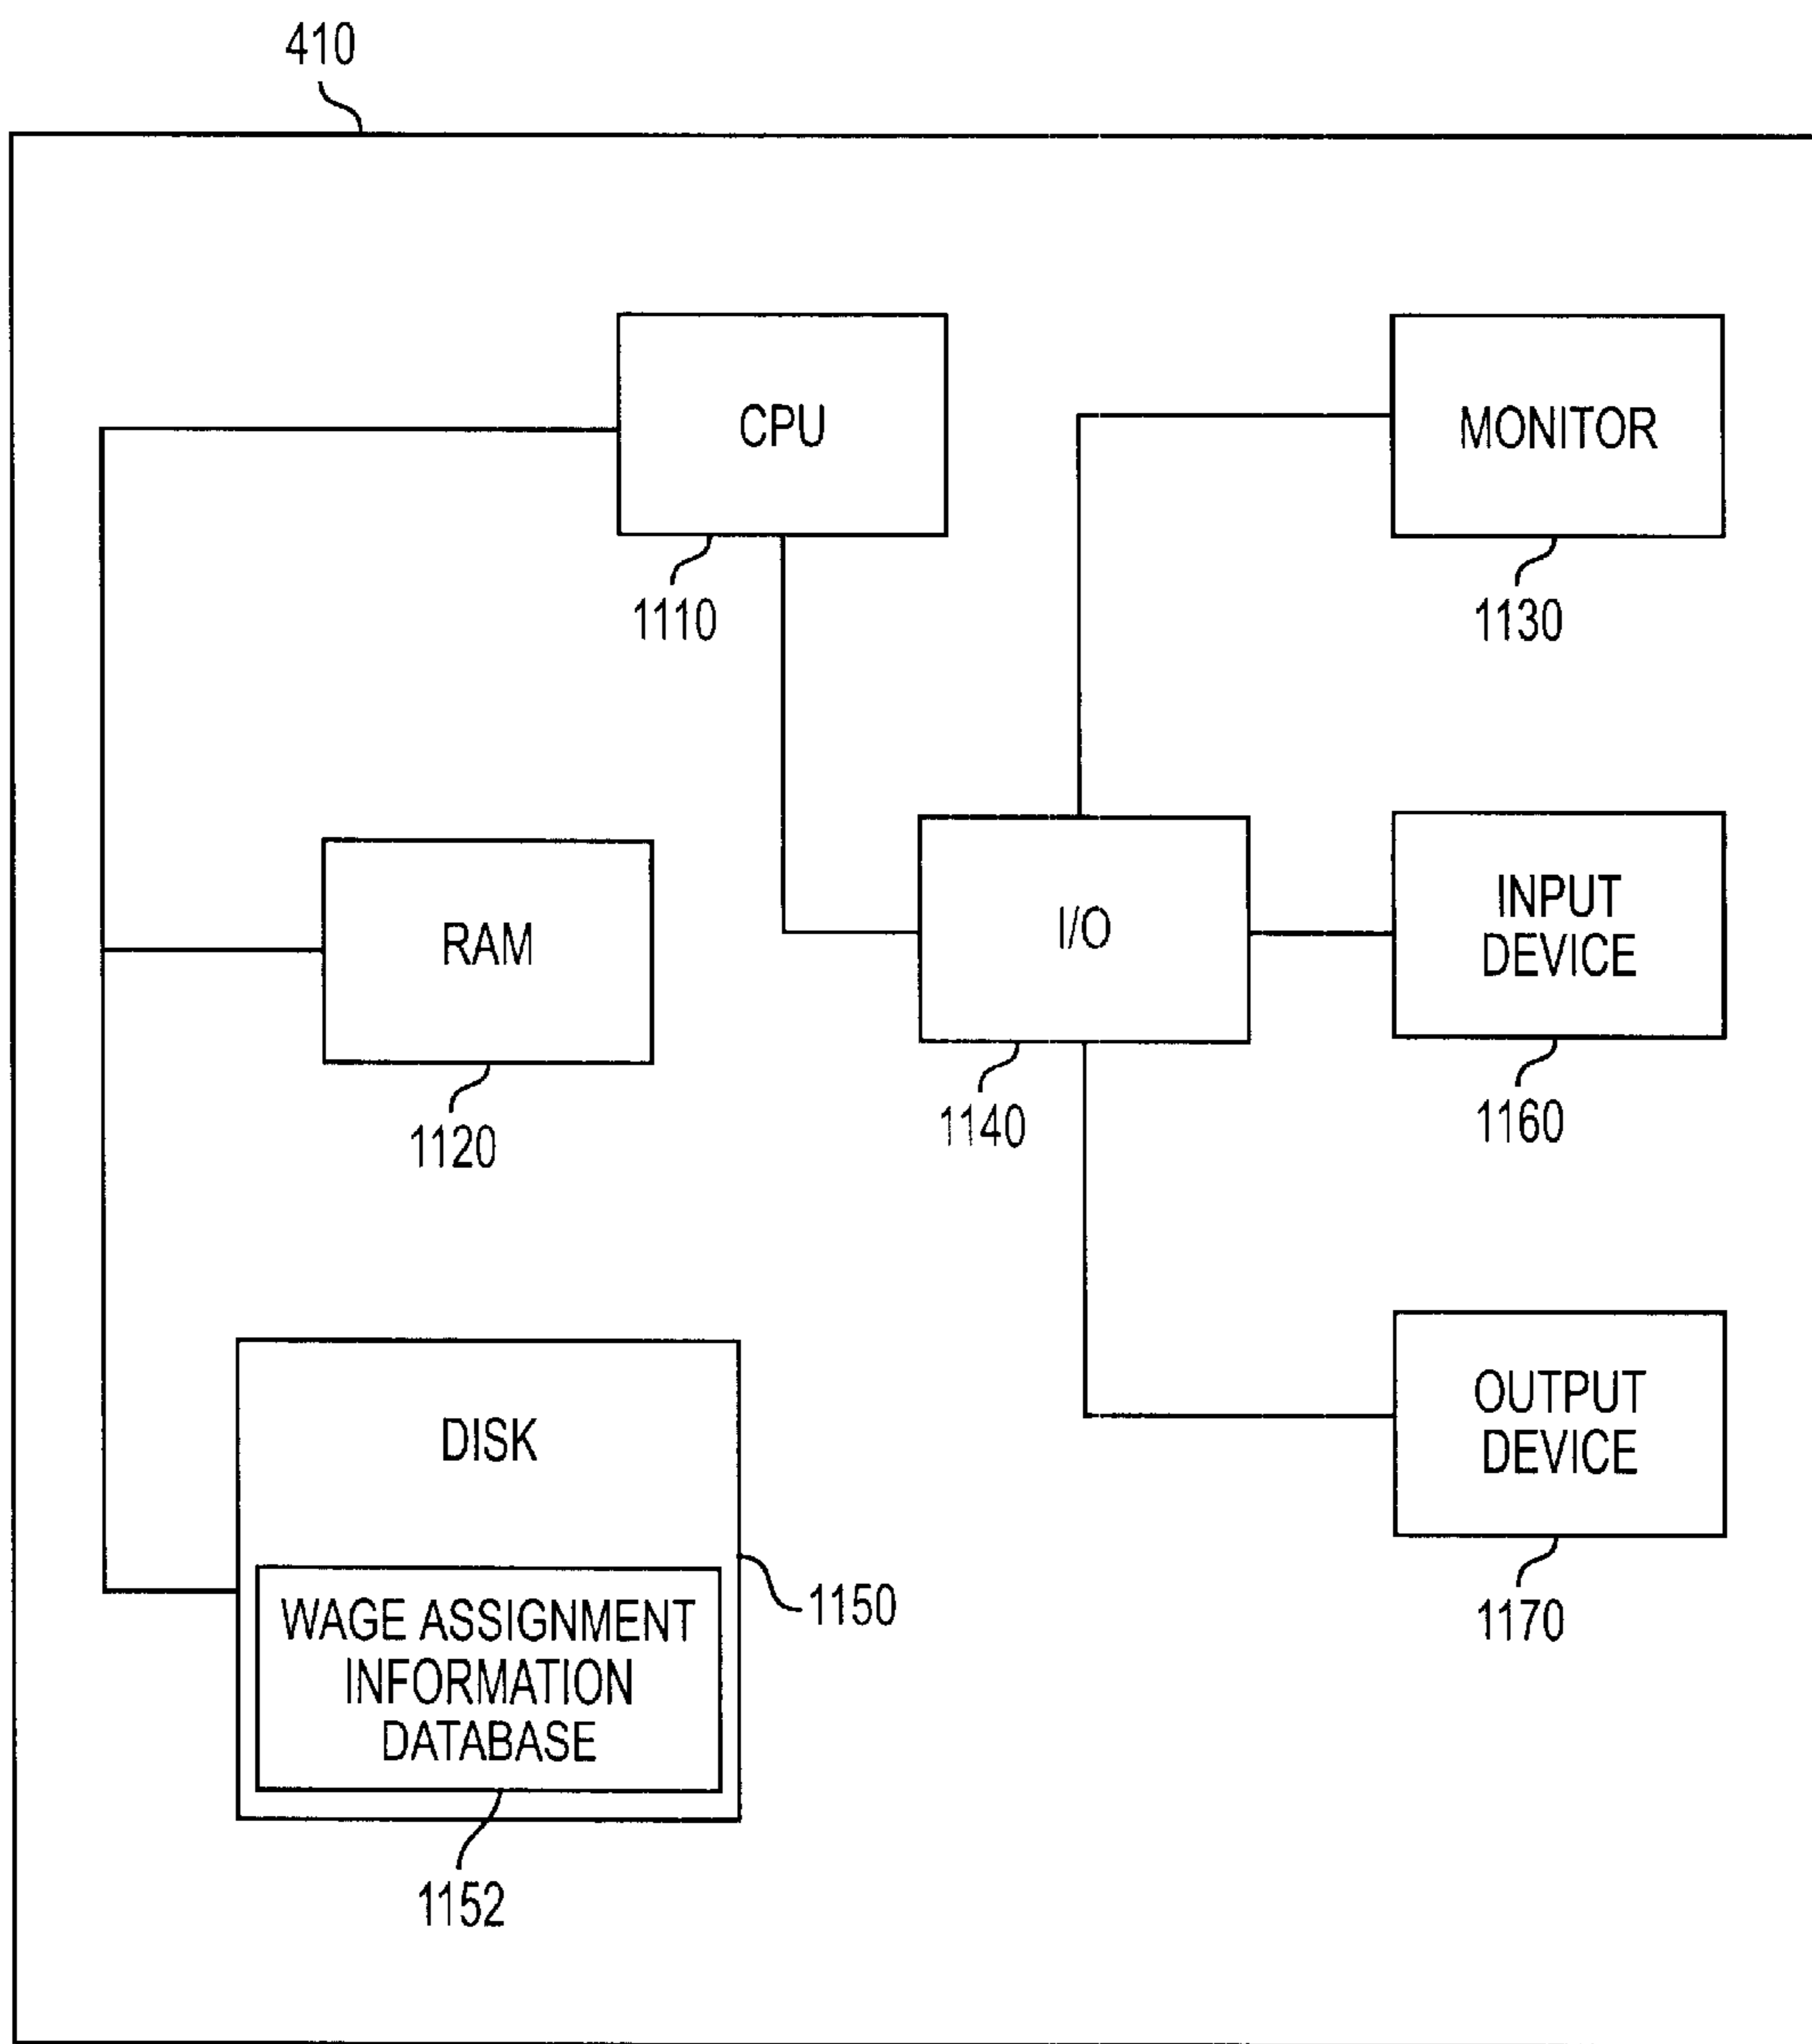 410
CPU
1110
MONITOR
1130
RAM
1120
I/O
1140
INPUT
DEVICE
1160
DISK
1150
WAGE ASSIGNMENT
INFORMATION
DATABASE
1152
OUTPUT
DEVICE
1170